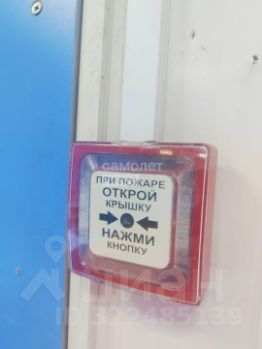 самолет
ПРИ ПОЖАРЕ
ОТКРОЙ
КРЫШКУ
НАЖМИ
КНОПКУ
циан
ID 322485139